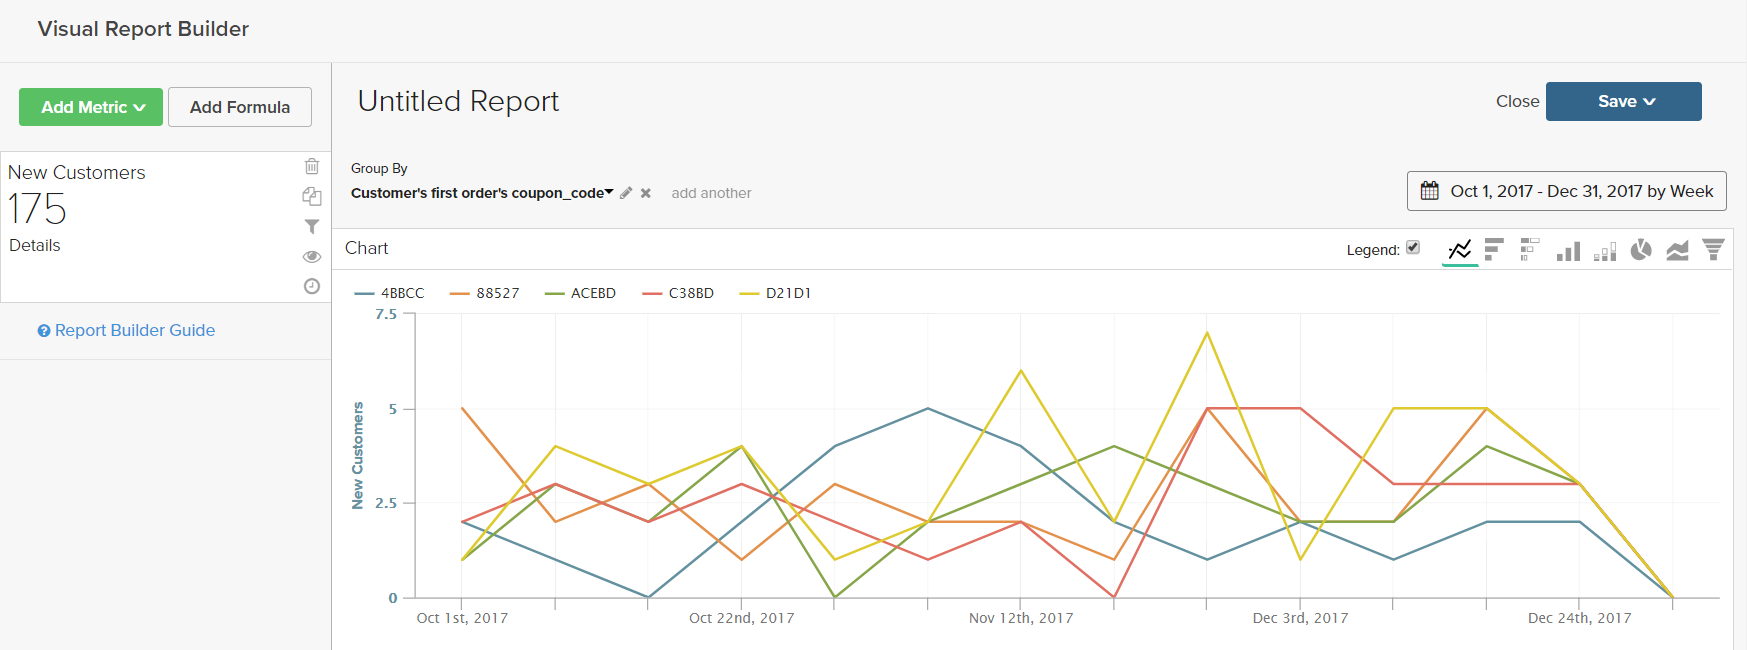 Visual Report Builder
Add Metric
Add Formula
New Customers
175
Details
Report Builder Guide
Untitled Report
Close
Save
Group By
Customer's first order's coupon_code
add another
Oct 1, 2017 - Dec 31, 2017 by Week
Chart
Legend:
4BBCC 88527 ACEBD C38BD D21D1
7.5
5
2.5
0
New Customers
Oct 1st, 2017 Oct 22nd, 2017 Nov 12th, 2017 Dec 3rd, 2017 Dec 24th, 2017